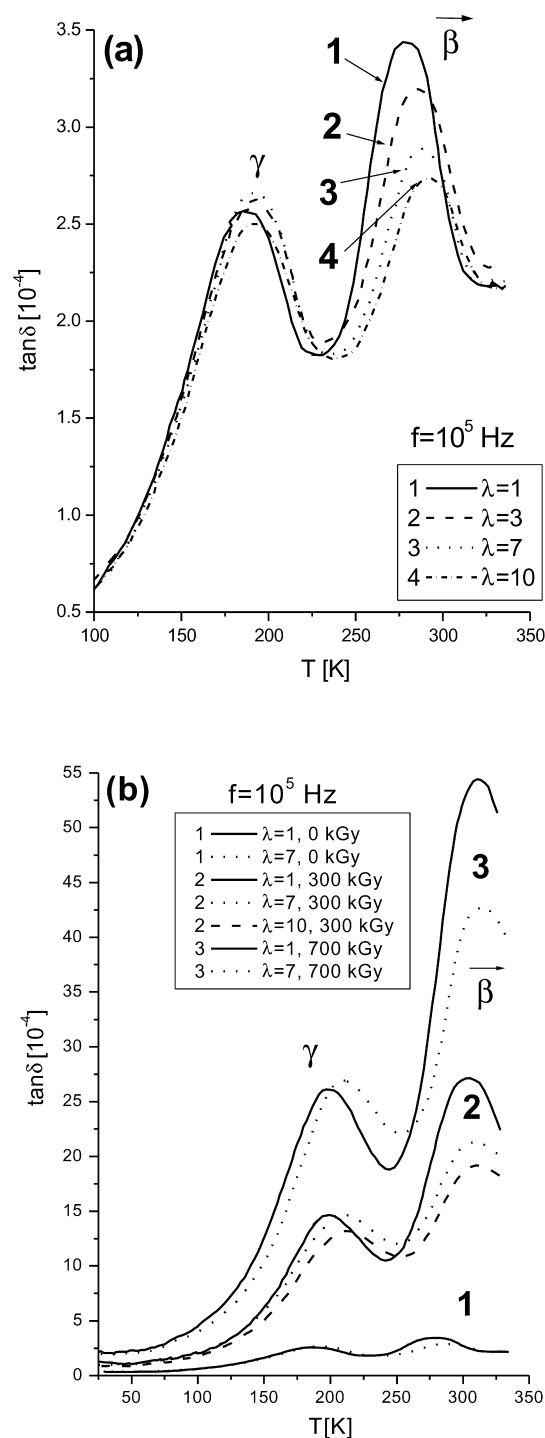 (a)
β
γ
1
2
3
4
f=10⁵ Hz
1 λ=1
2 λ=3
3 λ=7
4 λ=10
3.5
3.0
2.5
2.0
1.5
1.0
0.5
tanδ [10⁻⁴]
100 150 200 250 300 350
T [K]
(b)
f=10⁵ Hz
1 λ=1, 0 kGy
1 λ=7, 0 kGy
2 λ=1, 300 kGy
2 λ=7, 300 kGy
2 λ=10, 300 kGy
3 λ=1, 700 kGy
3 λ=7, 700 kGy
3
β
γ
2
1
55
50
45
40
35
30
25
20
15
10
5
0
tanδ [10⁻⁴]
50 100 150 200 250 300 350
T[K]